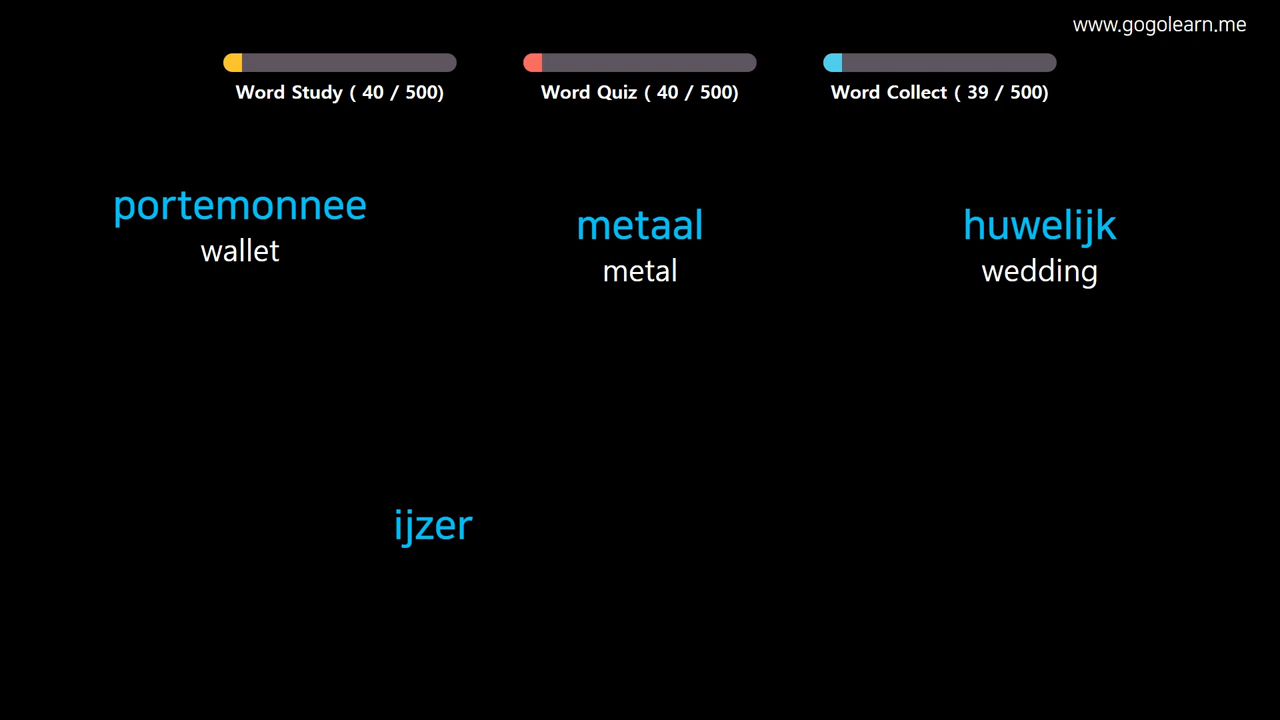 www.gogolearn.me
Word Study ( 40 / 500)
Word Quiz ( 40 / 500)
Word Collect ( 39 / 500)
portemonnee
wallet
metaal
metal
huwelijk
wedding
ijzer